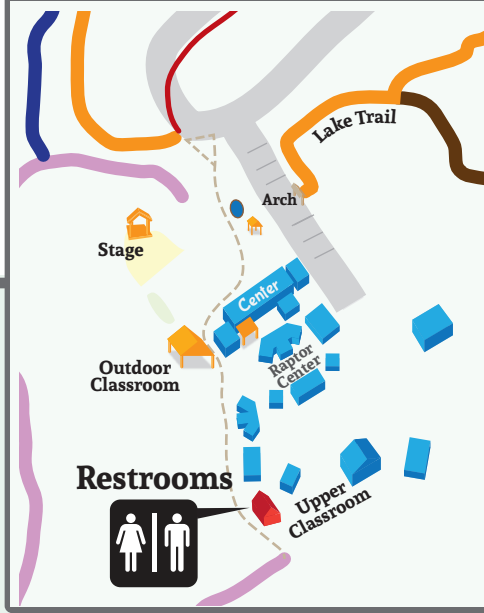 Lake Trail
Arch
Stage
Center
Raptor
Center
Outdoor
Classroom
Restrooms
Upper
Classroom